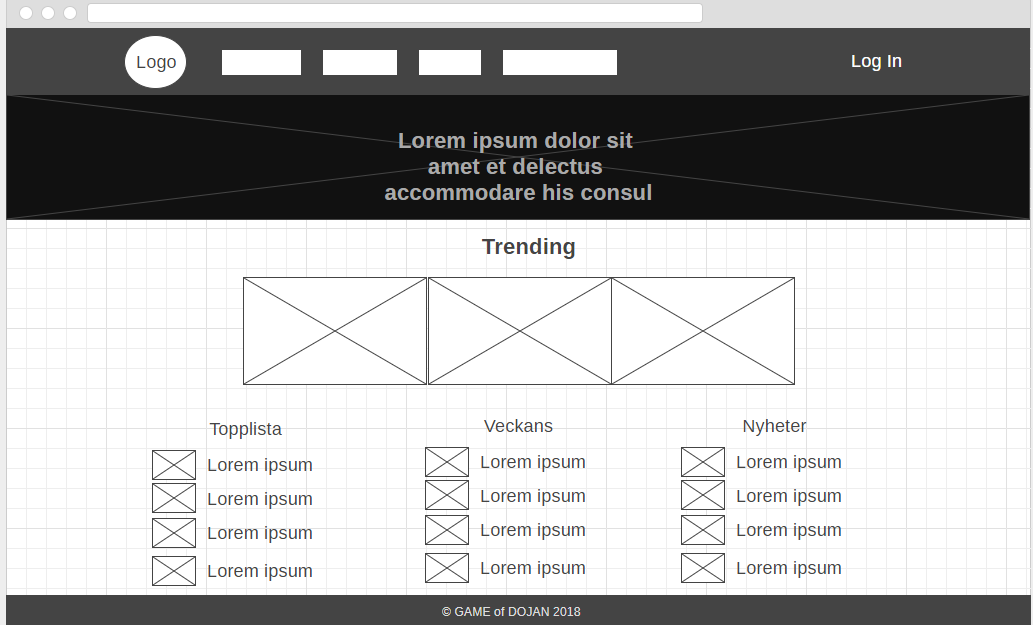 Logo
Log In
Lorem ipsum dolor sit
amet et delectus
accommodare his consul
Trending
Topplista
Lorem ipsum
Lorem ipsum
Lorem ipsum
Lorem ipsum
Veckans
Lorem ipsum
Lorem ipsum
Lorem ipsum
Lorem ipsum
Nyheter
Lorem ipsum
Lorem ipsum
Lorem ipsum
Lorem ipsum
© GAME of DOJAN 2018